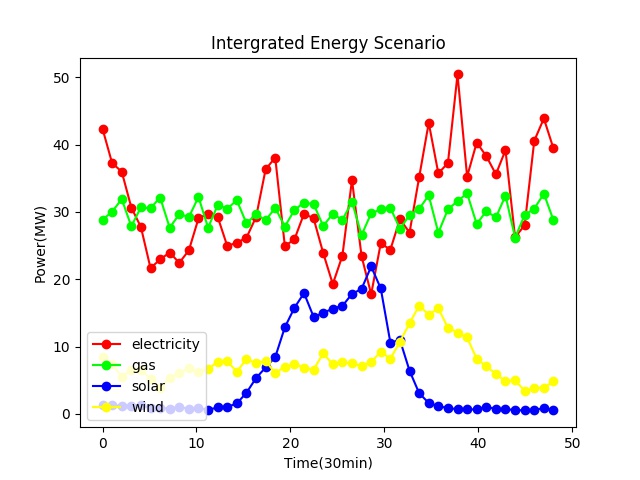 Intergrated Energy Scenario
Power(MW)
50
40
30
20
10
0
electricity
gas
solar
wind
0 10 20 30 40 50
Time(30min)